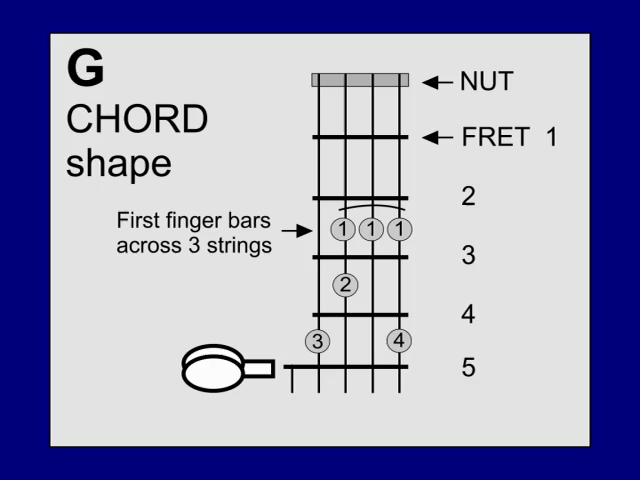 G
CHORD
shape
NUT
FRET 1
2
First finger bars
across 3 strings
1 1 1
3
2
4
3 4
5